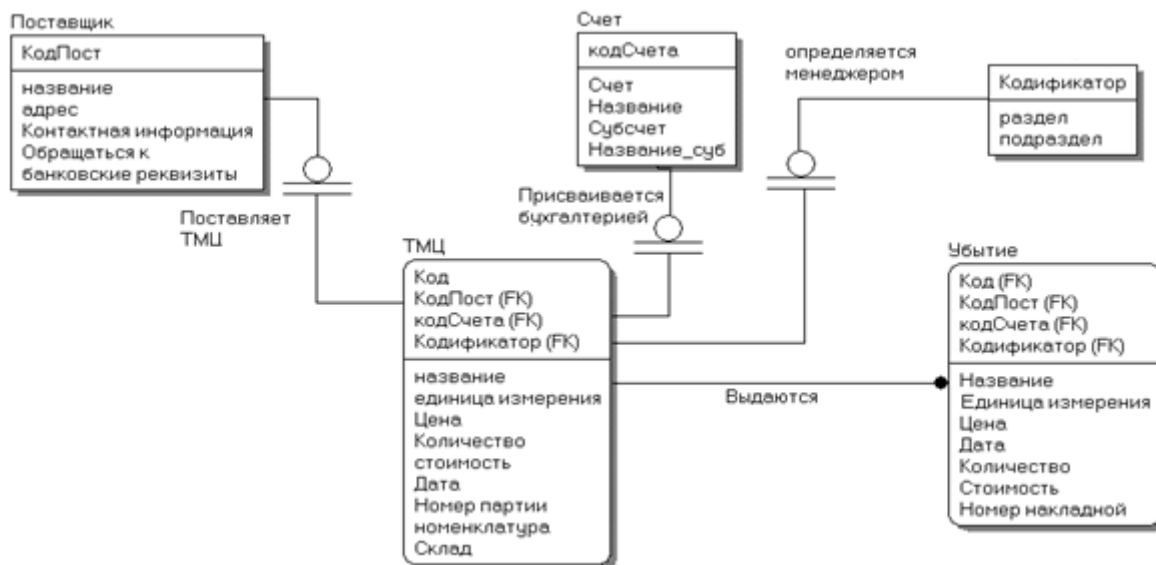 Поставщик
КодПост
название
адрес
Контактная информация
Обращаться к
банковские реквизиты
Поставляет
ТМЦ
Счет
кодСчета
Счет
Название
Субсчет
Название_суб
Присваивается
бухгалтерией
определяется
менеджером
Кодификатор
раздел
подраздел
ТМЦ
Код
КодПост (FK)
кодСчета (FK)
Кодификатор (FK)
название
единица измерения
Цена
Количество
стоимость
Дата
Номер партии
номенклатура
Склад
Выдаются
Убытие
Код (FK)
КодПост (FK)
кодСчета (FK)
Кодификатор (FK)
Название
Единица измерения
Цена
Дата
Количество
Стоимость
Номер накладной